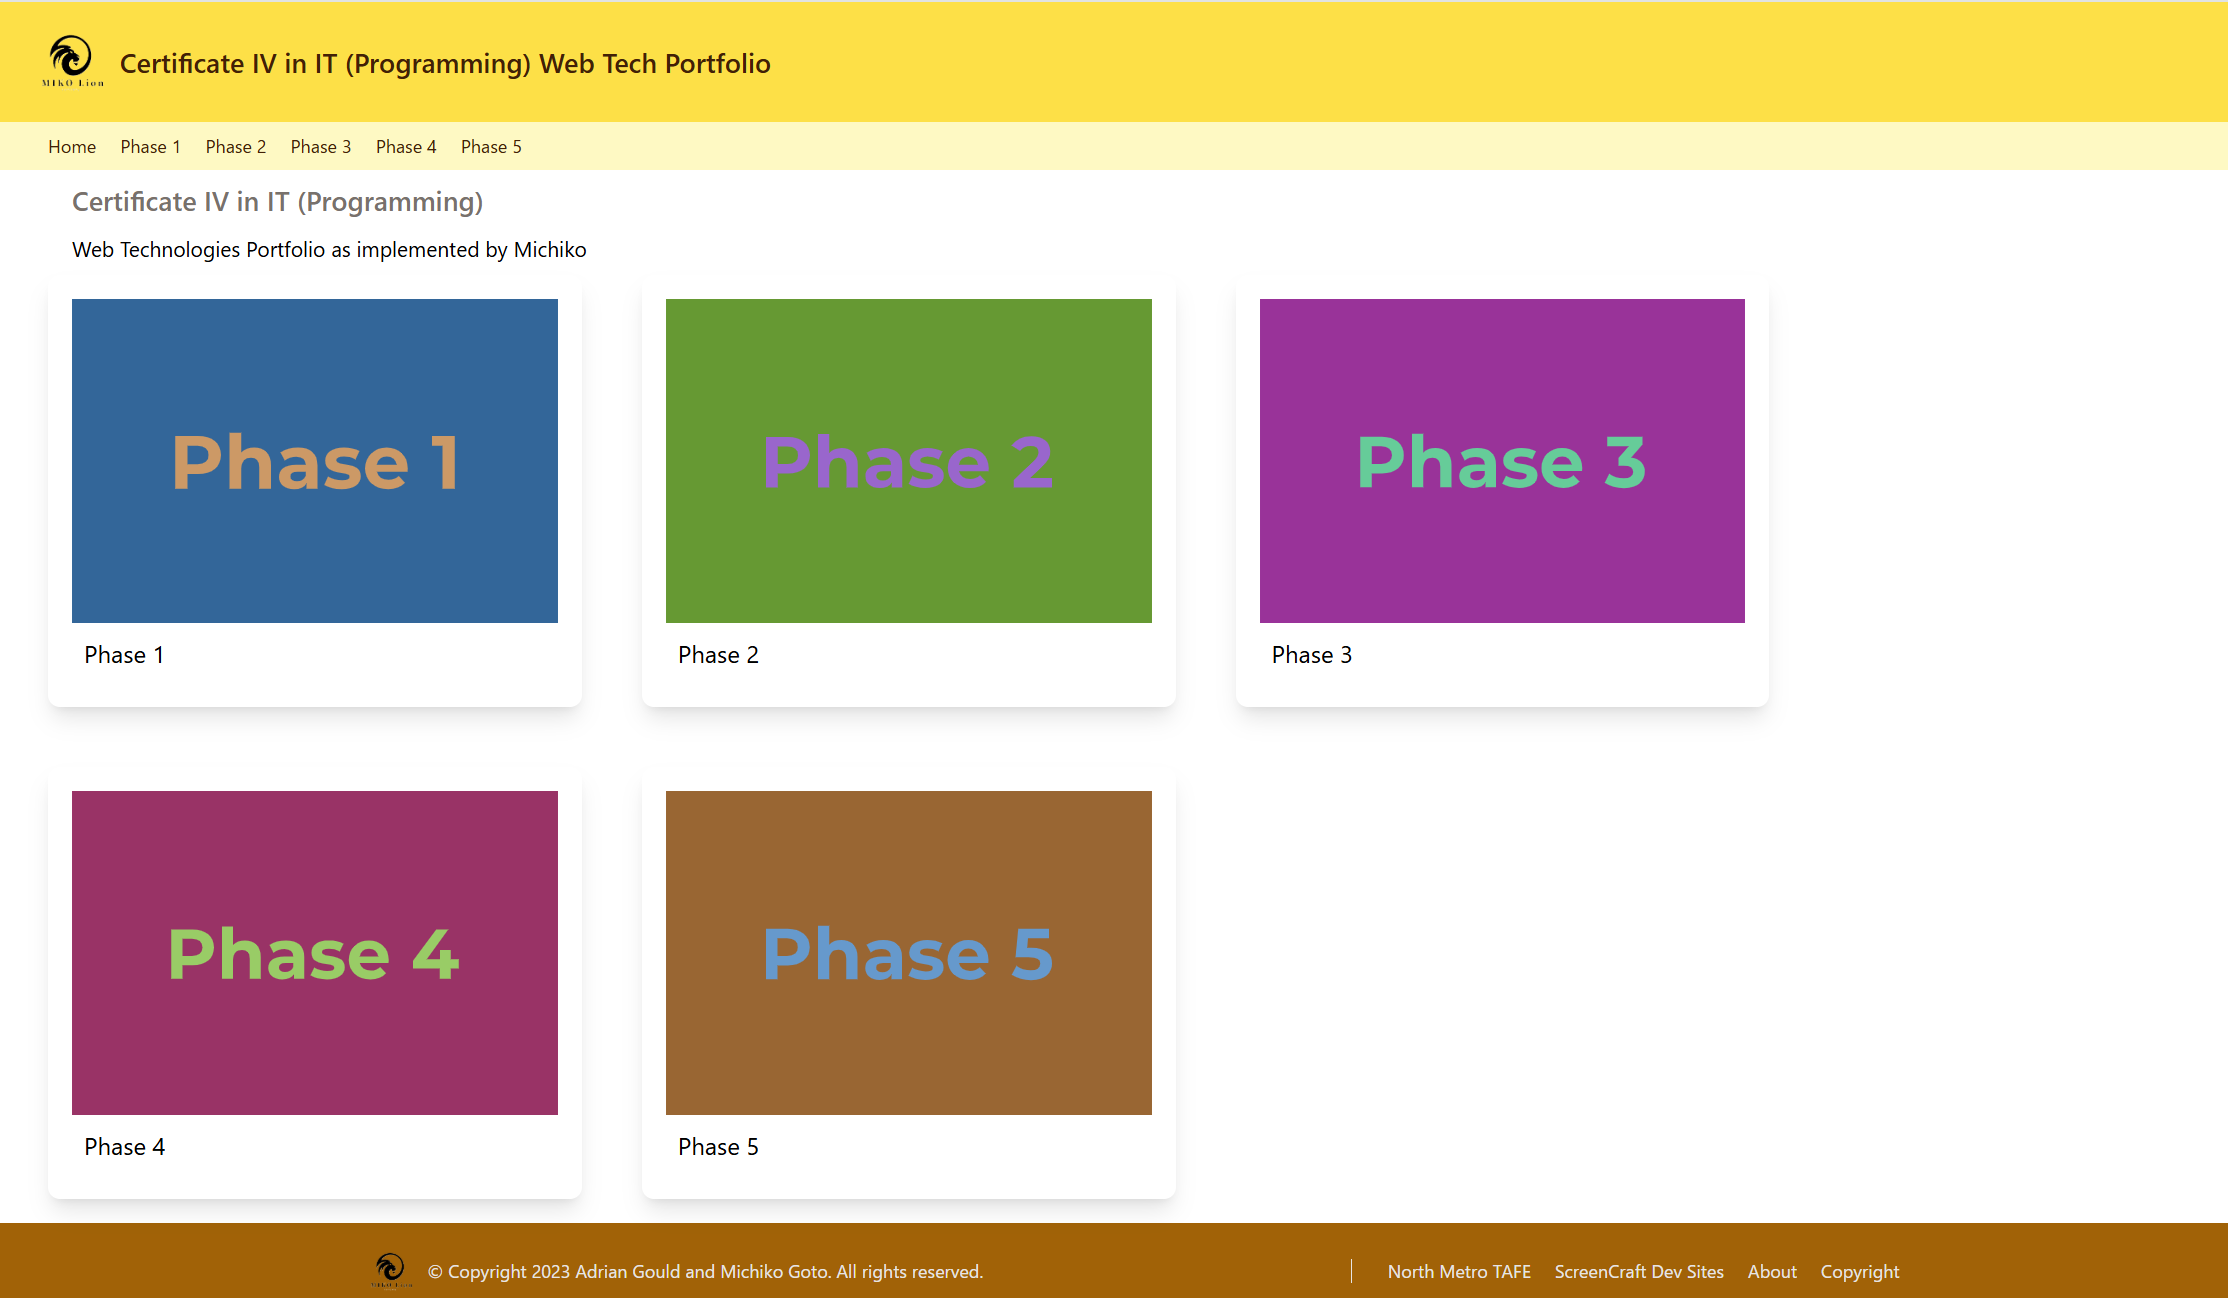 MIKO Lion
Certificate IV in IT (Programming) Web Tech Portfolio
Home Phase 1 Phase 2 Phase 3 Phase 4 Phase 5
Certificate IV in IT (Programming)
Web Technologies Portfolio as implemented by Michiko
Phase 1 Phase 2 Phase 3
Phase 1 Phase 2 Phase 3
Phase 4 Phase 5
Phase 4 Phase 5
MIKO Lion
© Copyright 2023 Adrian Gould and Michiko Goto. All rights reserved. North Metro TAFE ScreenCraft Dev Sites About Copyright